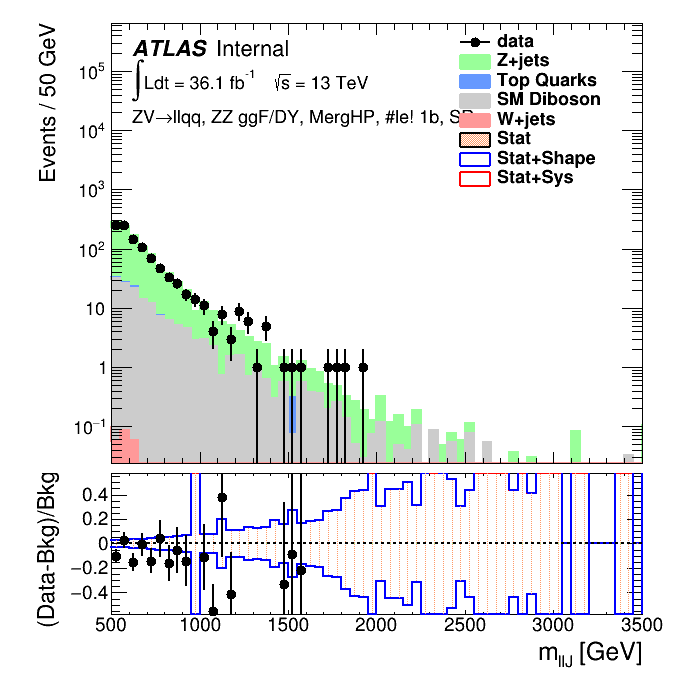 ATLAS Internal
∫Ldt = 36.1 fb⁻¹ √s = 13 TeV
ZV→llqq, ZZ ggF/DY, MergHP, #le! 1b, SR
data
Z+jets
Top Quarks
SM Diboson
W+jets
Stat
Stat+Shape
Stat+Sys
Events / 50 GeV
10⁵
10⁴
10³
10²
10
1
10⁻¹
(Data-Bkg)/Bkg
0.4
0.2
0
−0.2
−0.4
500 1000 1500 2000 2500 3000 3500
m_llJ [GeV]